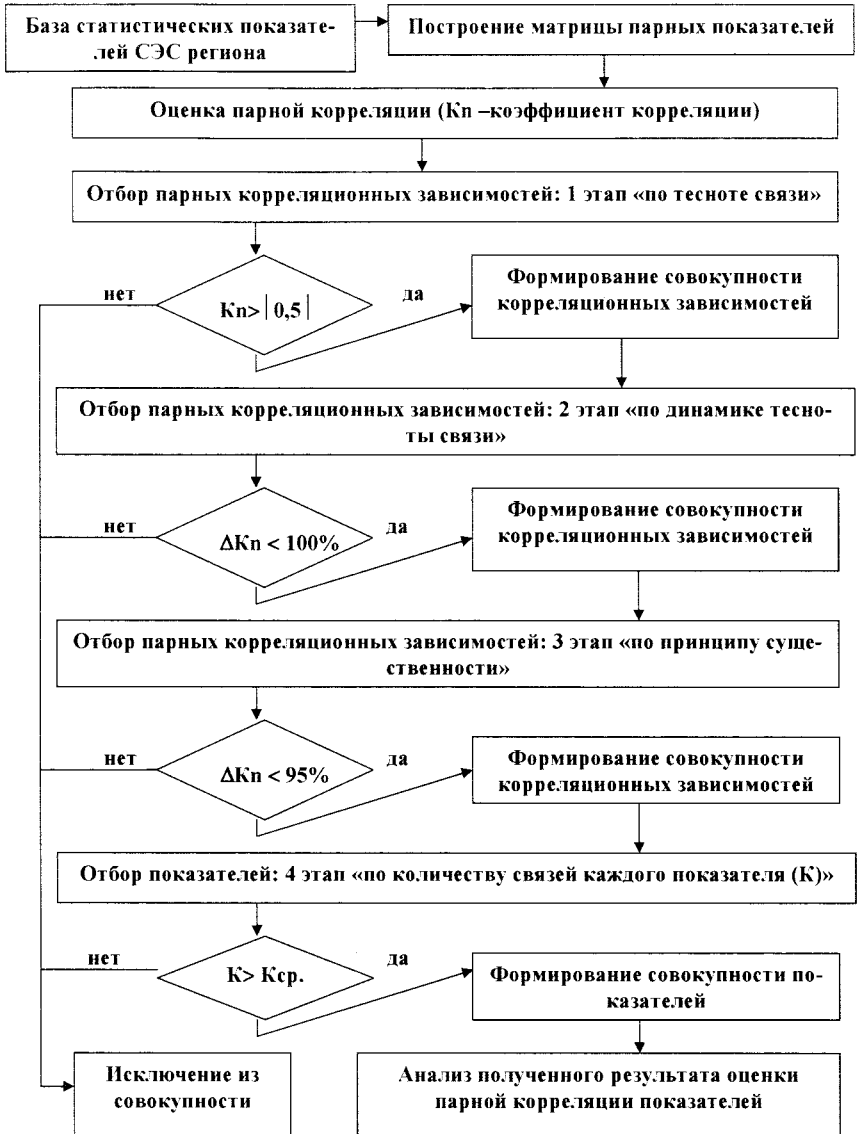 База статистических показате-
лей СЭС региона
Построение матрицы парных показателей
Оценка парной корреляции (Кп –коэффициент корреляции)
Отбор парных корреляционных зависимостей: 1 этап «по тесноте связи»
нет
Кп> | 0,5 |
да
Формирование совокупности
корреляционных зависимостей
Отбор парных корреляционных зависимостей: 2 этап «по динамике тесно-
ты связи»
нет
ΔКп < 100%
да
Формирование совокупности
корреляционных зависимостей
Отбор парных корреляционных зависимостей: 3 этап «по принципу суще-
ственности»
нет
ΔКп < 95%
да
Формирование совокупности
корреляционных зависимостей
Отбор показателей: 4 этап «по количеству связей каждого показателя (К)»
нет
К> Кср.
да
Формирование совокупности по-
казателей
Исключение из
совокупности
Анализ полученного результата оценки
парной корреляции показателей